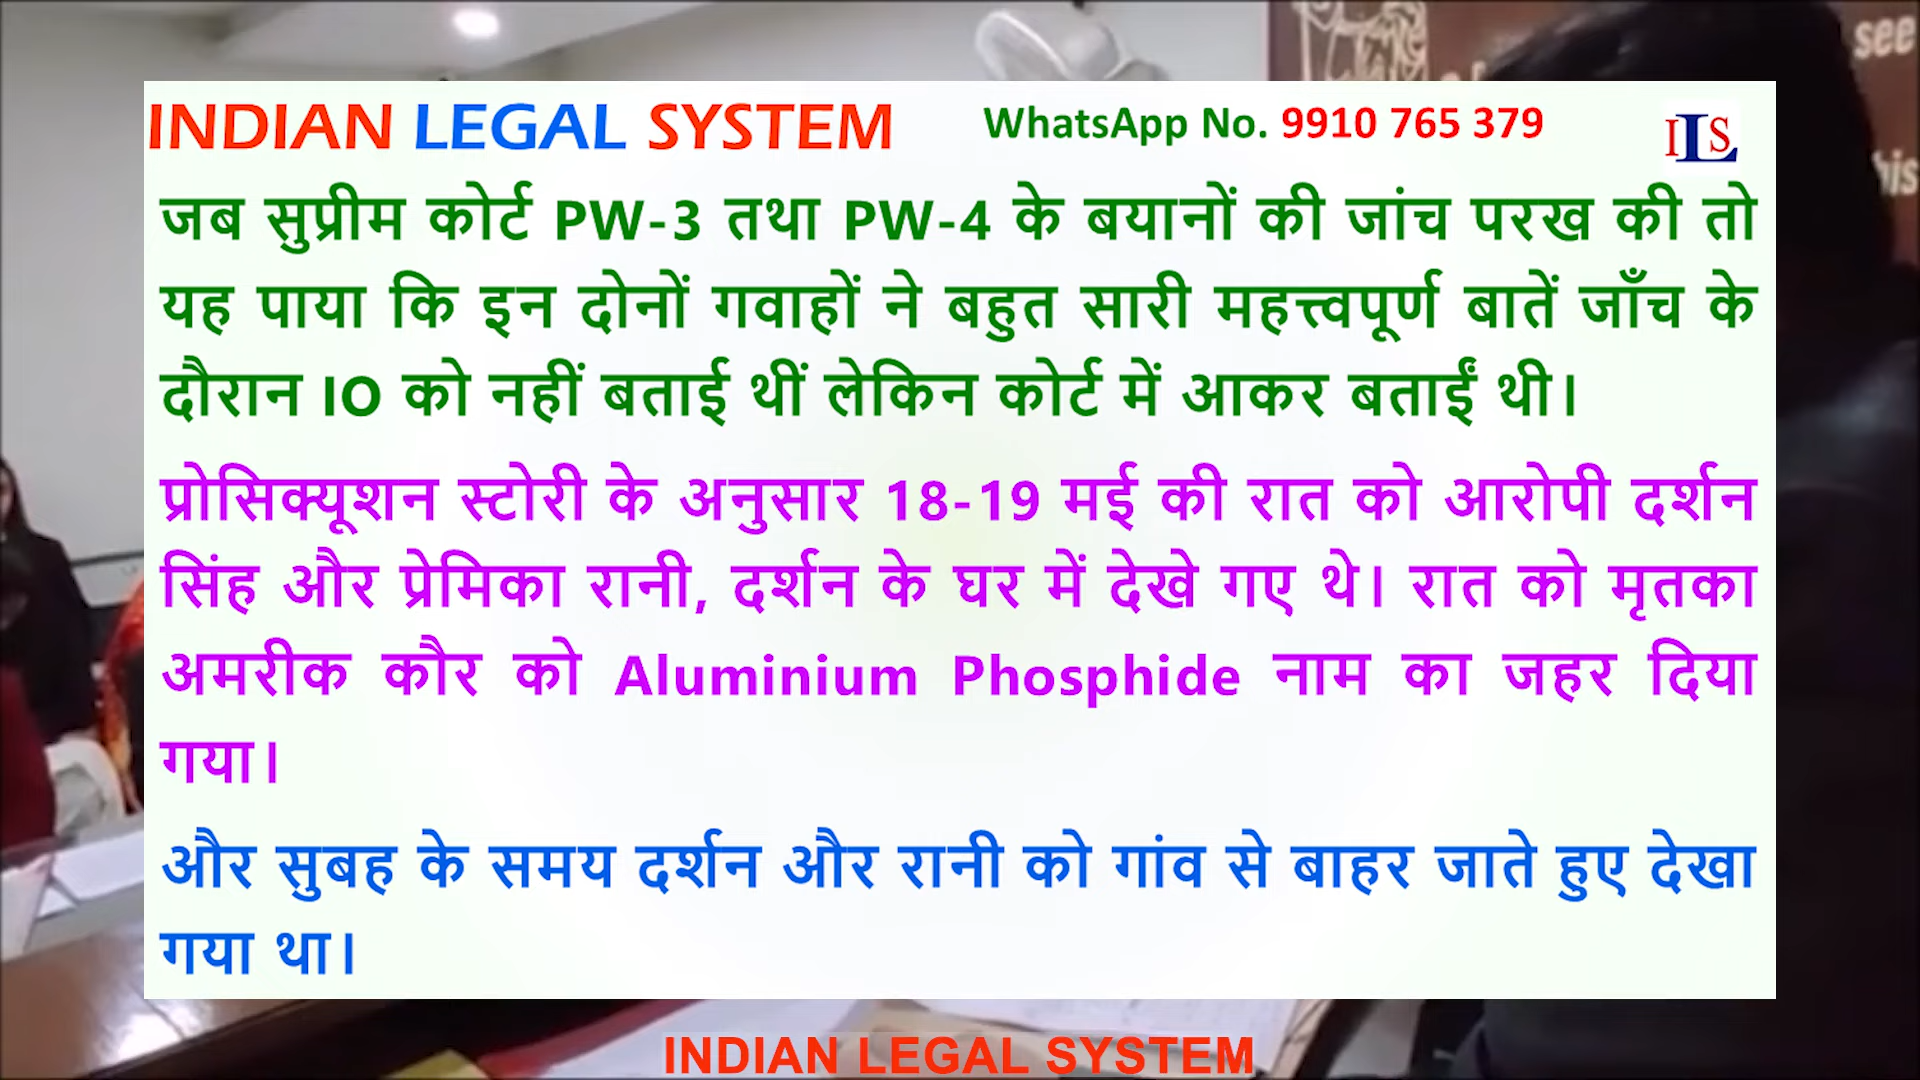 see
his
INDIAN LEGAL SYSTEM WhatsApp No. 9910 765 379 ILS
जब सुप्रीम कोर्ट PW-3 तथा PW-4 के बयानों की जांच परख की तो
यह पाया कि इन दोनों गवाहों ने बहुत सारी महत्त्वपूर्ण बातें जाँच के
दौरान IO को नहीं बताई थीं लेकिन कोर्ट में आकर बताईं थी।
प्रोसिक्यूशन स्टोरी के अनुसार 18-19 मई की रात को आरोपी दर्शन
सिंह और प्रेमिका रानी, दर्शन के घर में देखे गए थे। रात को मृतका
अमरीक कौर को Aluminium Phosphide नाम का जहर दिया
गया।
और सुबह के समय दर्शन और रानी को गांव से बाहर जाते हुए देखा
गया था।
INDIAN LEGAL SYSTEM